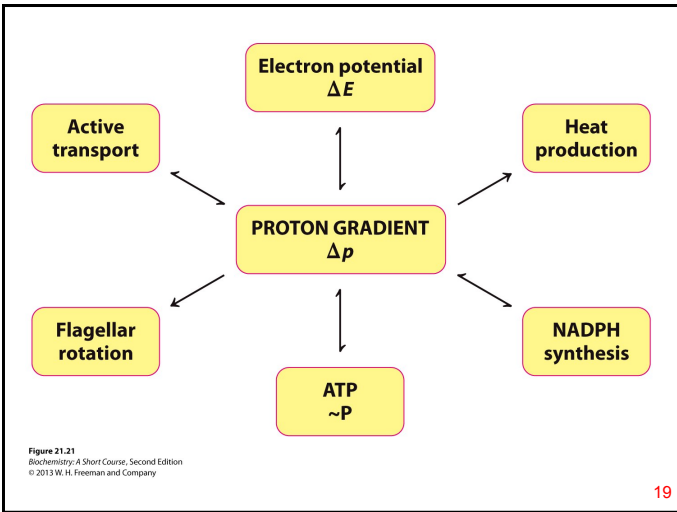 Electron potential
ΔE
Active
transport
Heat
production
PROTON GRADIENT
Δp
Flagellar
rotation
NADPH
synthesis
ATP
~P
Figure 21.21
Biochemistry: A Short Course, Second Edition
© 2013 W. H. Freeman and Company
19